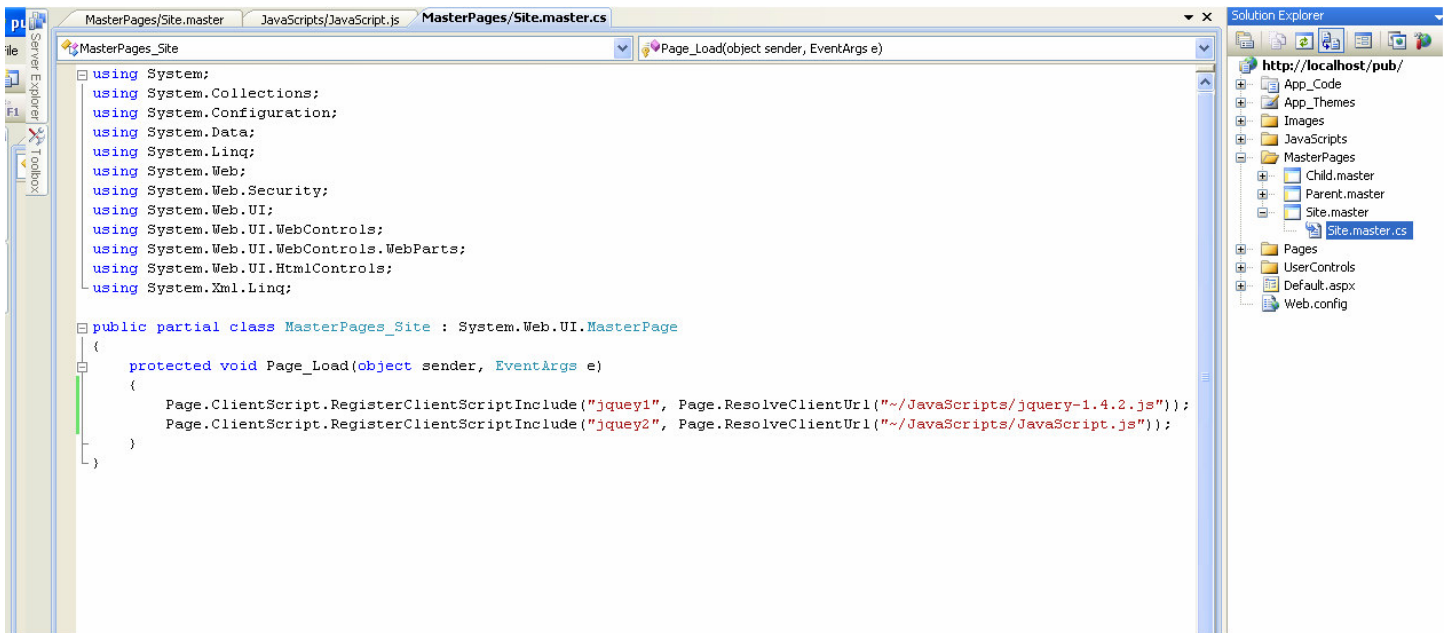 MasterPages/Site.master
JavaScripts/JavaScript.js
MasterPages/Site.master.cs
MasterPages_Site
Page_Load(object sender, EventArgs e)
using System;
using System.Collections;
using System.Configuration;
using System.Data;
using System.Linq;
using System.Web;
using System.Web.Security;
using System.Web.UI;
using System.Web.UI.WebControls;
using System.Web.UI.WebControls.WebParts;
using System.Web.UI.HtmlControls;
using System.Xml.Linq;
public partial class MasterPages_Site : System.Web.UI.MasterPage
{
protected void Page_Load(object sender, EventArgs e)
{
Page.ClientScript.RegisterClientScriptInclude("jquey1", Page.ResolveClientUrl("~/JavaScripts/jquery-1.4.2.js"));
Page.ClientScript.RegisterClientScriptInclude("jquey2", Page.ResolveClientUrl("~/JavaScripts/JavaScript.js"));
}
}
pu
ile
F1
Server Explorer
Toolbox
Solution Explorer
http://localhost/pub/
App_Code
App_Themes
Images
JavaScripts
MasterPages
Child.master
Parent.master
Site.master
Site.master.cs
Pages
UserControls
Default.aspx
Web.config